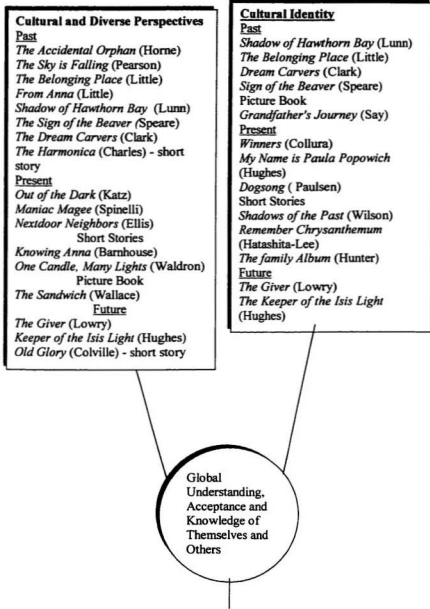 Cultural and Diverse Perspectives
Past
The Accidental Orphan (Horne)
The Sky is Falling (Pearson)
The Belonging Place (Little)
From Anna (Little)
Shadow of Hawthorn Bay (Lunn)
The Sign of the Beaver (Speare)
The Dream Carvers (Clark)
The Harmonica (Charles) - short
story
Present
Out of the Dark (Katz)
Maniac Magee (Spinelli)
Nextdoor Neighbors (Ellis)
Short Stories
Knowing Anna (Barnhouse)
One Candle, Many Lights (Waldron)
Picture Book
The Sandwich (Wallace)
Future
The Giver (Lowry)
Keeper of the Isis Light (Hughes)
Old Glory (Colville) - short story
Cultural Identity
Past
Shadow of Hawthorn Bay (Lunn)
The Belonging Place (Little)
Dream Carvers (Clark)
Sign of the Beaver (Speare)
Picture Book
Grandfather's Journey (Say)
Present
Winners (Collura)
My Name is Paula Popowich
(Hughes)
Dogsong ( Paulsen)
Short Stories
Shadows of the Past (Wilson)
Remember Chrysanthemum
(Hatashita-Lee)
The family Album (Hunter)
Future
The Giver (Lowry)
The Keeper of the Isis Light
(Hughes)
Global
Understanding,
Acceptance and
Knowledge of
Themselves and
Others